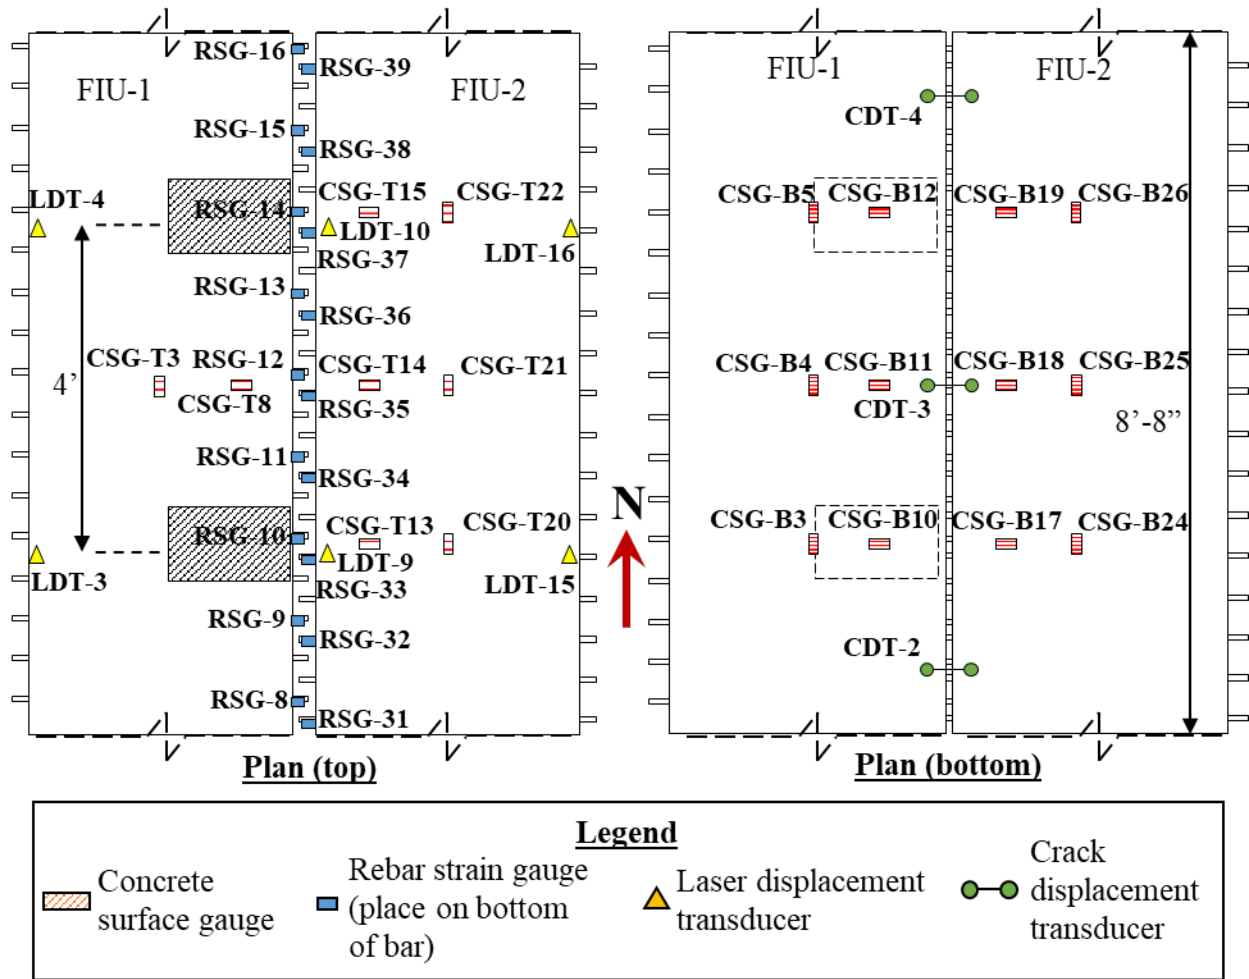 RSG-16
RSG-39
FIU-1
FIU-2
RSG-15
RSG-38
CSG-T15
CSG-T22
LDT-4
RSG-14
LDT-10
LDT-16
RSG-37
RSG-13
RSG-36
CSG-T3
RSG-12
CSG-T14
CSG-T21
4’
CSG-T8
RSG-35
RSG-11
RSG-34
CSG-T13
CSG-T20
RSG-10
LDT-9
LDT-3
LDT-15
RSG-33
RSG-9
RSG-32
RSG-8
RSG-31
Plan (top)
N
FIU-1
FIU-2
CDT-4
CSG-B5
CSG-B12
CSG-B19
CSG-B26
CSG-B4
CSG-B11
CSG-B18
CSG-B25
CDT-3
8’-8”
CSG-B3
CSG-B10
CSG-B17
CSG-B24
CDT-2
Plan (bottom)
Legend
Concrete
surface gauge
Rebar strain gauge
(place on bottom
of bar)
Laser displacement
transducer
Crack
displacement
transducer